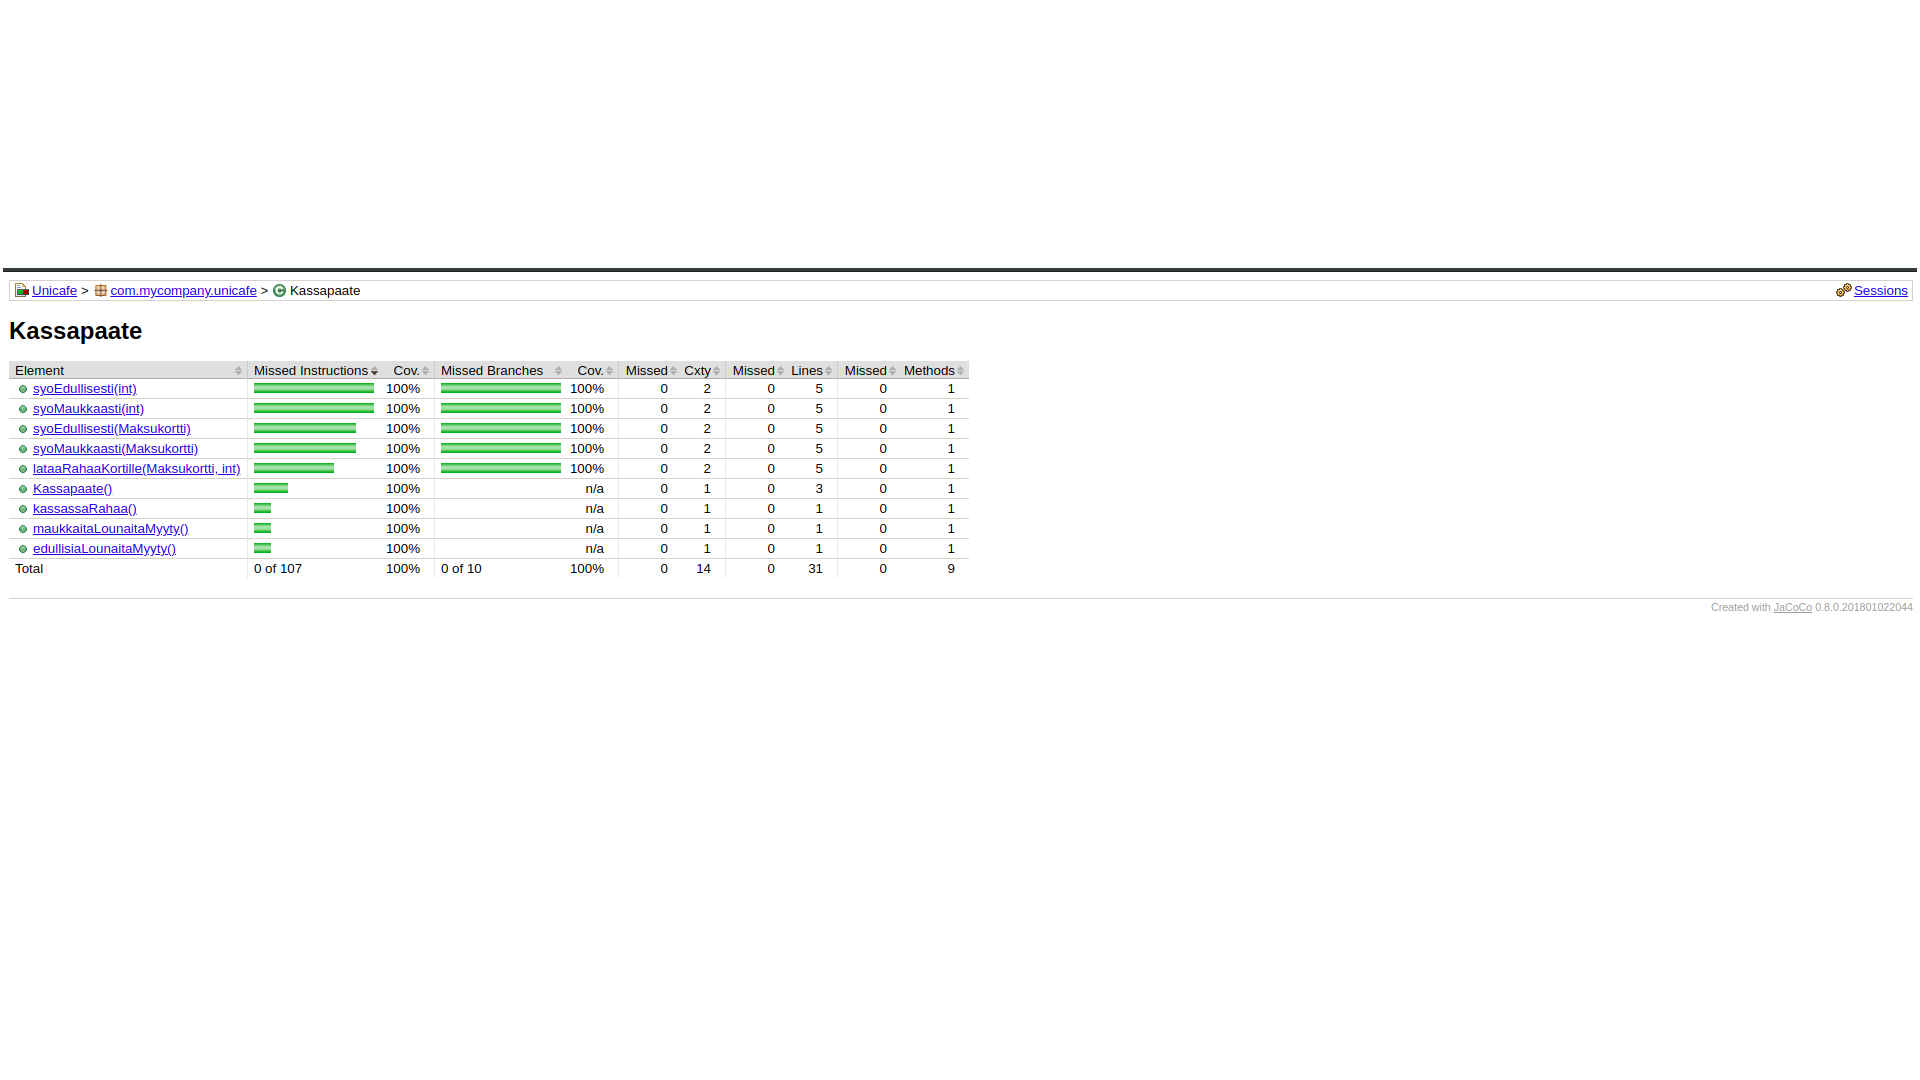 Unicafe > com.mycompany.unicafe > Kassapaate Sessions
Kassapaate
Element Missed Instructions Cov. Missed Branches Cov. Missed Cxty Missed Lines Missed Methods
syoEdullisesti(int) 100% 100% 0 2 0 5 0 1
syoMaukkaasti(int) 100% 100% 0 2 0 5 0 1
syoEdullisesti(Maksukortti) 100% 100% 0 2 0 5 0 1
syoMaukkaasti(Maksukortti) 100% 100% 0 2 0 5 0 1
lataaRahaaKortille(Maksukortti, int) 100% 100% 0 2 0 5 0 1
Kassapaate() 100% n/a 0 1 0 3 0 1
kassassaRahaa() 100% n/a 0 1 0 1 0 1
maukkaitaLounaitaMyyty() 100% n/a 0 1 0 1 0 1
edullisiaLounaitaMyyty() 100% n/a 0 1 0 1 0 1
Total 0 of 107 100% 0 of 10 100% 0 14 0 31 0 9
Created with JaCoCo 0.8.0.201801022044